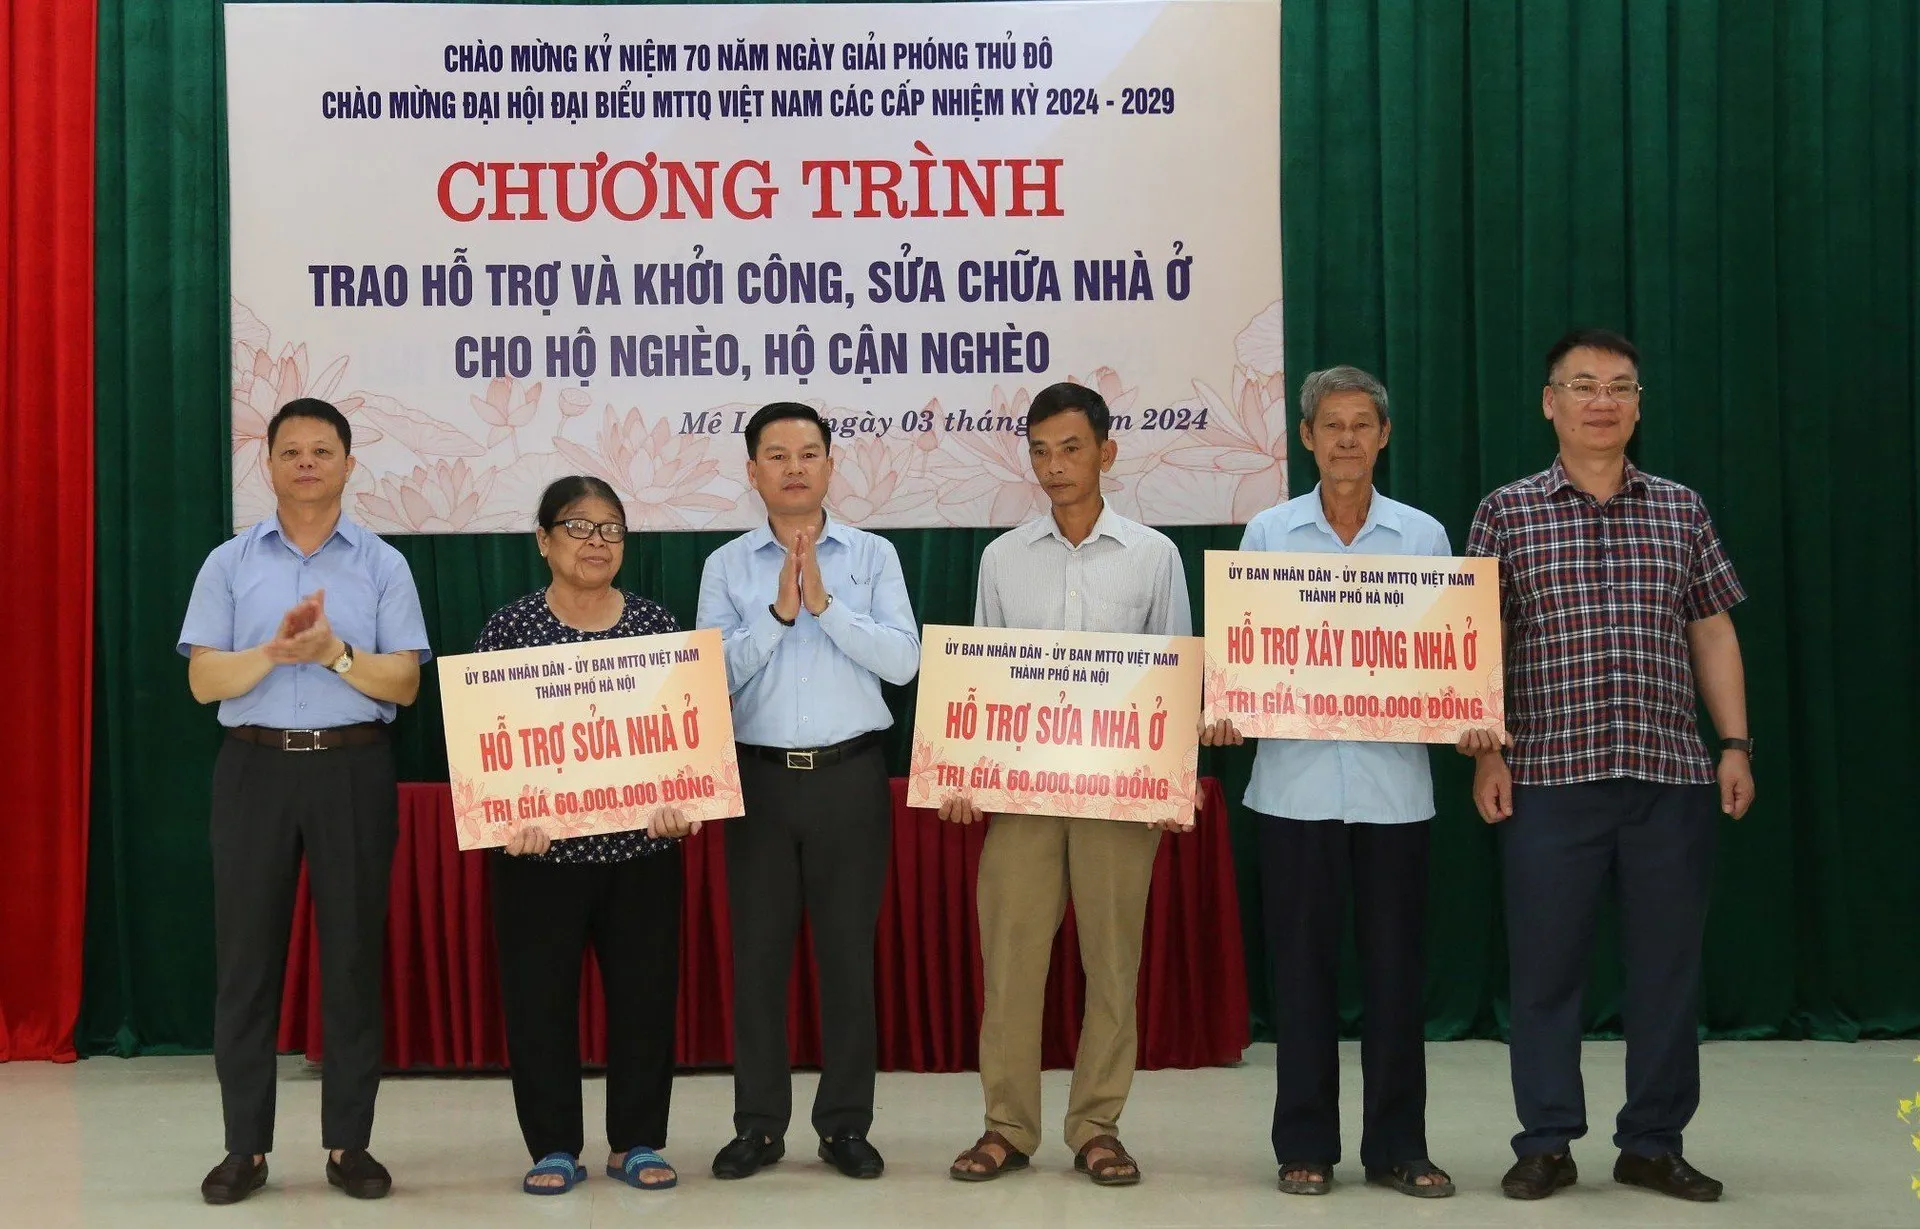 CHÀO MỪNG KỶ NIỆM 70 NĂM NGÀY GIẢI PHÓNG THỦ ĐÔ
CHÀO MỪNG ĐẠI HỘI ĐẠI BIỂU MTTQ VIỆT NAM CÁC CẤP NHIỆM KỲ 2024 - 2029
CHƯƠNG TRÌNH
TRAO HỖ TRỢ VÀ KHỞI CÔNG, SỬA CHỮA NHÀ Ở
CHO HỘ NGHÈO, HỘ CẬN NGHÈO
Mê ngày 03 tháng 2024
ỦY BAN NHÂN DÂN - ỦY BAN MTTQ VIỆT NAM
THÀNH PHỐ HÀ NỘI
HỖ TRỢ SỬA NHÀ Ở
TRỊ GIÁ 60.000.000 ĐỒNG
ỦY BAN NHÂN DÂN - ỦY BAN MTTQ VIỆT NAM
THÀNH PHỐ HÀ NỘI
HỖ TRỢ SỬA NHÀ Ở
TRỊ GIÁ 60.000.000 ĐỒNG
ỦY BAN NHÂN DÂN - ỦY BAN MTTQ VIỆT NAM
THÀNH PHỐ HÀ NỘI
HỖ TRỢ XÂY DỰNG NHÀ Ở
TRỊ GIÁ 100.000.000 ĐỒNG